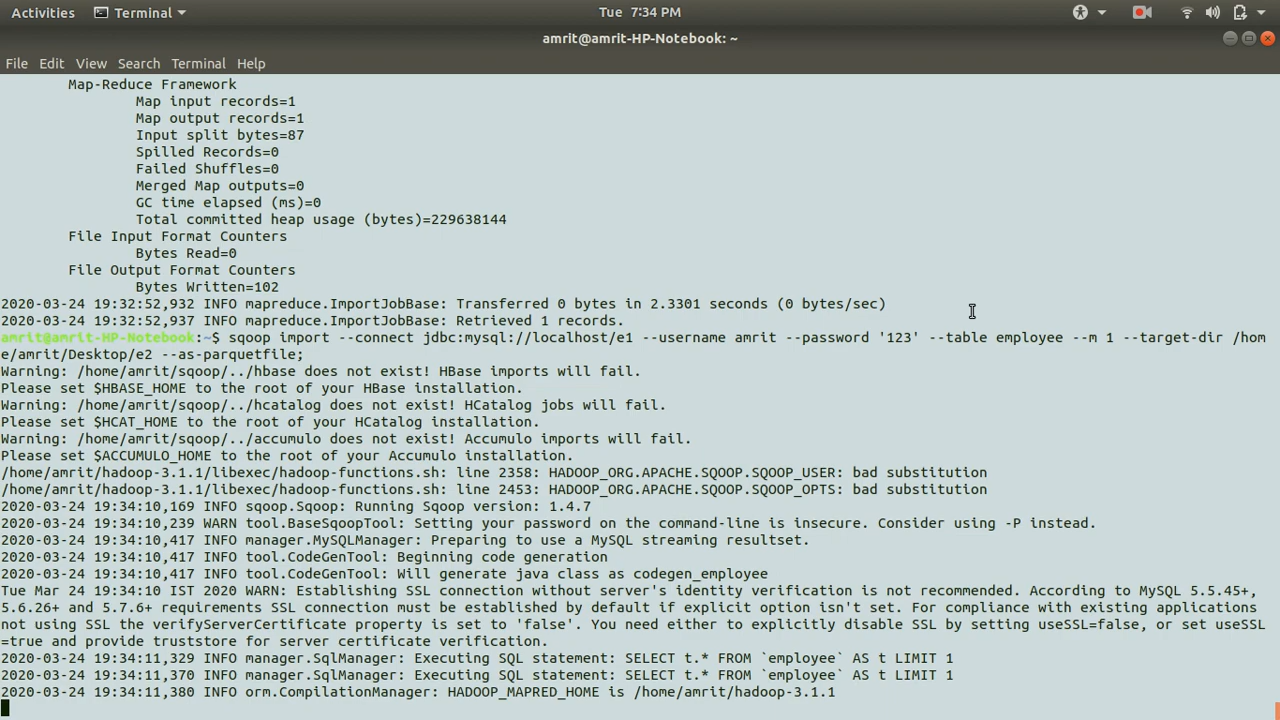 Activities Terminal Tue 7:34 PM
amrit@amrit-HP-Notebook: ~
File Edit View Search Terminal Help
Map-Reduce Framework
Map input records=1
Map output records=1
Input split bytes=87
Spilled Records=0
Failed Shuffles=0
Merged Map outputs=0
GC time elapsed (ms)=0
Total committed heap usage (bytes)=229638144
File Input Format Counters
Bytes Read=0
File Output Format Counters
Bytes Written=102
2020-03-24 19:32:52,932 INFO mapreduce.ImportJobBase: Transferred 0 bytes in 2.3301 seconds (0 bytes/sec)
2020-03-24 19:32:52,937 INFO mapreduce.ImportJobBase: Retrieved 1 records.
amrit@amrit-HP-Notebook:~$ sqoop import --connect jdbc:mysql://localhost/e1 --username amrit --password '123' --table employee --m 1 --target-dir /hom
e/amrit/Desktop/e2 --as-parquetfile;
Warning: /home/amrit/sqoop/../hbase does not exist! HBase imports will fail.
Please set $HBASE_HOME to the root of your HBase installation.
Warning: /home/amrit/sqoop/../hcatalog does not exist! HCatalog jobs will fail.
Please set $HCAT_HOME to the root of your HCatalog installation.
Warning: /home/amrit/sqoop/../accumulo does not exist! Accumulo imports will fail.
Please set $ACCUMULO_HOME to the root of your Accumulo installation.
/home/amrit/hadoop-3.1.1/libexec/hadoop-functions.sh: line 2358: HADOOP_ORG.APACHE.SQOOP.SQOOP_USER: bad substitution
/home/amrit/hadoop-3.1.1/libexec/hadoop-functions.sh: line 2453: HADOOP_ORG.APACHE.SQOOP.SQOOP_OPTS: bad substitution
2020-03-24 19:34:10,169 INFO sqoop.Sqoop: Running Sqoop version: 1.4.7
2020-03-24 19:34:10,239 WARN tool.BaseSqoopTool: Setting your password on the command-line is insecure. Consider using -P instead.
2020-03-24 19:34:10,417 INFO manager.MySQLManager: Preparing to use a MySQL streaming resultset.
2020-03-24 19:34:10,417 INFO tool.CodeGenTool: Beginning code generation
2020-03-24 19:34:10,417 INFO tool.CodeGenTool: Will generate java class as codegen_employee
Tue Mar 24 19:34:10 IST 2020 WARN: Establishing SSL connection without server's identity verification is not recommended. According to MySQL 5.5.45+,
5.6.26+ and 5.7.6+ requirements SSL connection must be established by default if explicit option isn't set. For compliance with existing applications
not using SSL the verifyServerCertificate property is set to 'false'. You need either to explicitly disable SSL by setting useSSL=false, or set useSSL
=true and provide truststore for server certificate verification.
2020-03-24 19:34:11,329 INFO manager.SqlManager: Executing SQL statement: SELECT t.* FROM `employee` AS t LIMIT 1
2020-03-24 19:34:11,370 INFO manager.SqlManager: Executing SQL statement: SELECT t.* FROM `employee` AS t LIMIT 1
2020-03-24 19:34:11,380 INFO orm.CompilationManager: HADOOP_MAPRED_HOME is /home/amrit/hadoop-3.1.1